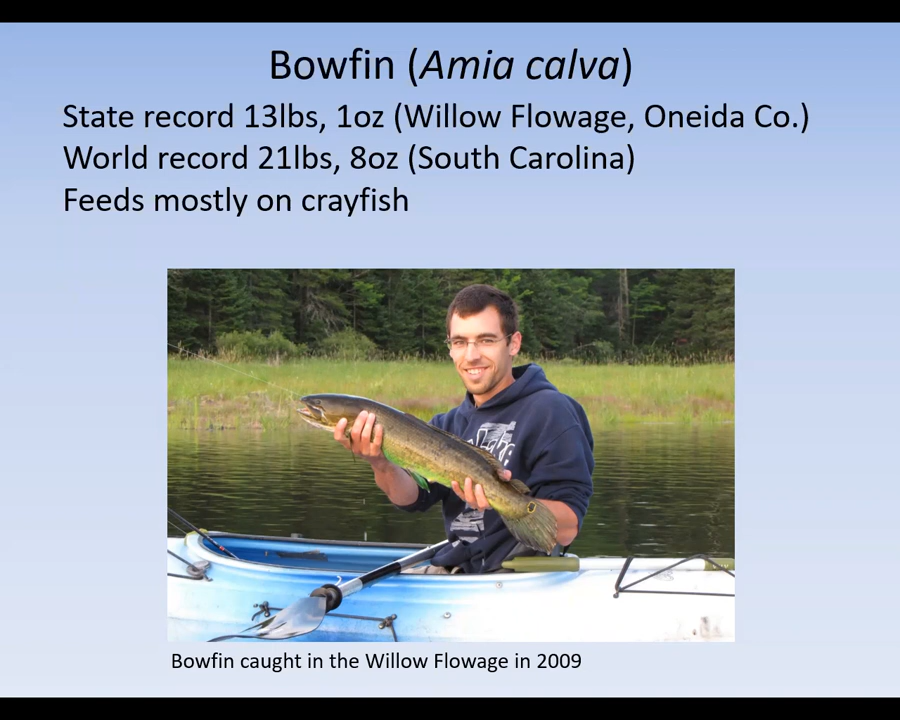 Bowfin (Amia calva)
State record 13lbs, 1oz (Willow Flowage, Oneida Co.)
World record 21lbs, 8oz (South Carolina)
Feeds mostly on crayfish
Bowfin caught in the Willow Flowage in 2009